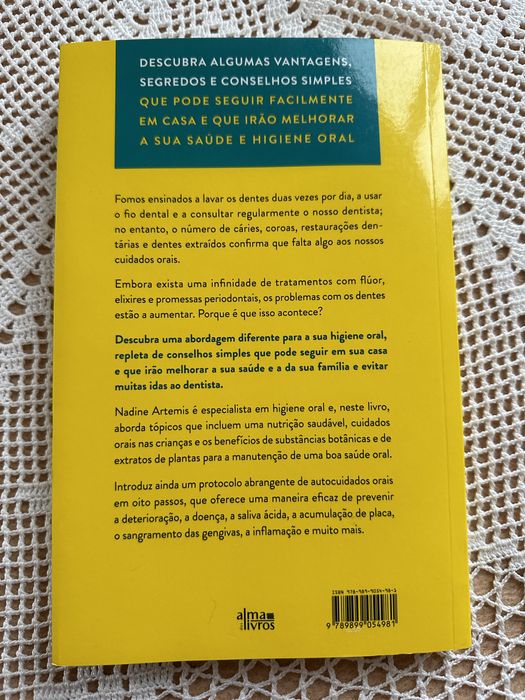 DESCUBRA ALGUMAS VANTAGENS,
SEGREDOS E CONSELHOS SIMPLES
QUE PODE SEGUIR FACILMENTE
EM CASA E QUE IRÃO MELHORAR
A SUA SAÚDE E HIGIENE ORAL
Fomos ensinados a lavar os dentes duas vezes por dia, a usar
o fio dental e a consultar regularmente o nosso dentista;
no entanto, o número de cáries, coroas, restaurações den-
tárias e dentes extraídos confirma que falta algo aos nossos
cuidados orais.
Embora exista uma infinidade de tratamentos com flúor,
elixires e promessas periodontais, os problemas com os dentes
estão a aumentar. Porque é que isso acontece?
Descubra uma abordagem diferente para a sua higiene oral,
repleta de conselhos simples que pode seguir em sua casa
e que irão melhorar a sua saúde e a da sua família e evitar
muitas idas ao dentista.
Nadine Artemis é especialista em higiene oral e, neste livro,
aborda tópicos que incluem uma nutrição saudável, cuidados
orais nas crianças e os benefícios de substâncias botânicas e de
extratos de plantas para a manutenção de uma boa saúde oral.
Introduz ainda um protocolo abrangente de autocuidados orais
em oito passos, que oferece uma maneira eficaz de prevenir
a deterioração, a doença, a saliva ácida, a acumulação de placa,
o sangramento das gengivas, a inflamação e muito mais.
ISBN 978-989-9054-98-1
9 789899 054981
alma
dos livros